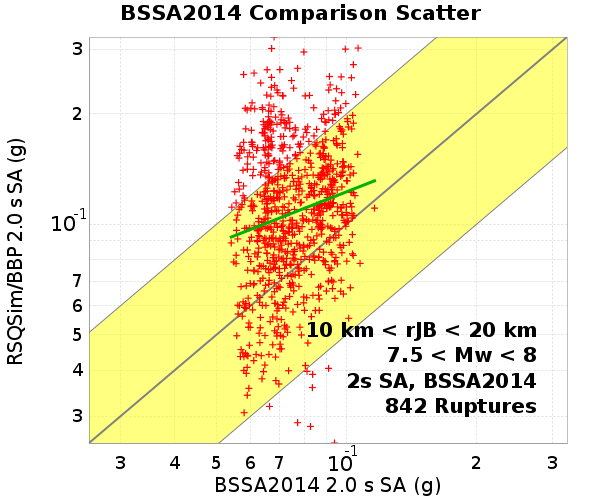 BSSA2014 Comparison Scatter
RSQSim/BBP 2.0 s SA (g)
3
2
10⁻¹
7
6
5
4
3
10 km < rJB < 20 km
7.5 < Mw < 8
2s SA, BSSA2014
842 Ruptures
3 4 5 6 7 10⁻¹ 2 3
BSSA2014 2.0 s SA (g)